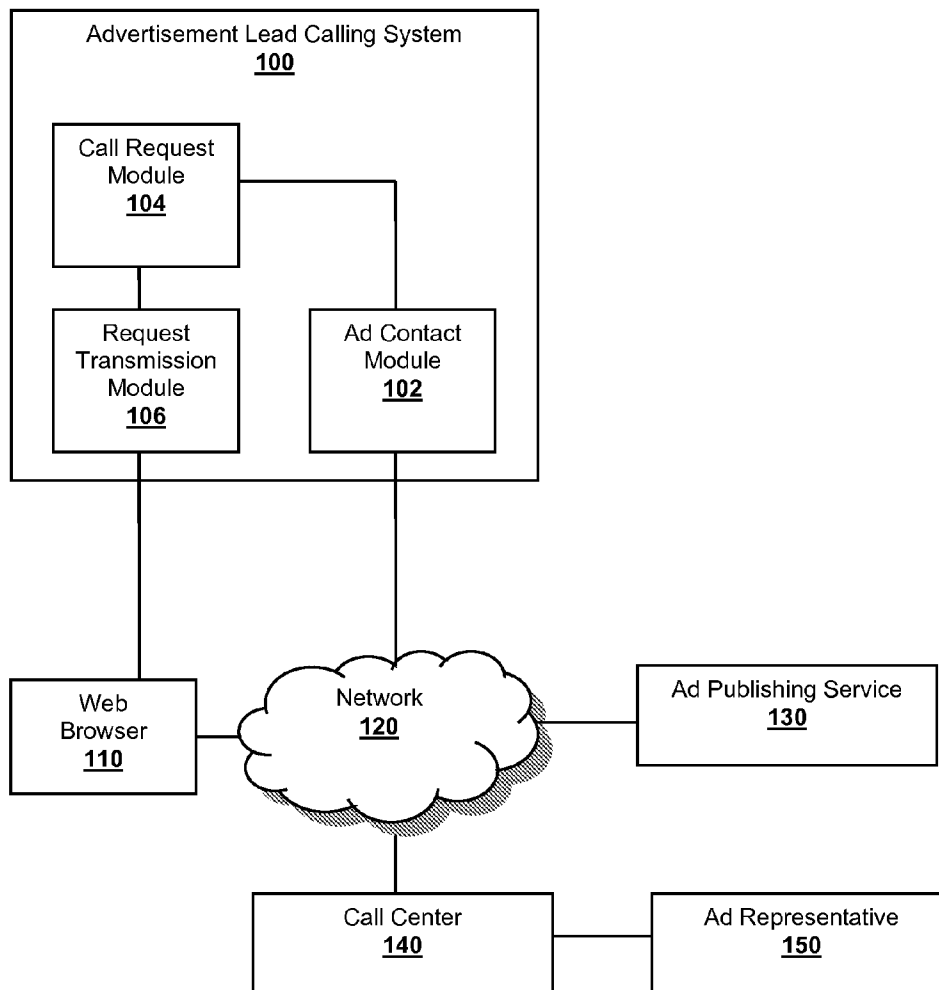 Advertisement Lead Calling System
100
Call Request
Module
104
Request
Transmission
Module
106
Ad Contact
Module
102
Web
Browser
110
Network
120
Ad Publishing Service
130
Call Center
140
Ad Representative
150